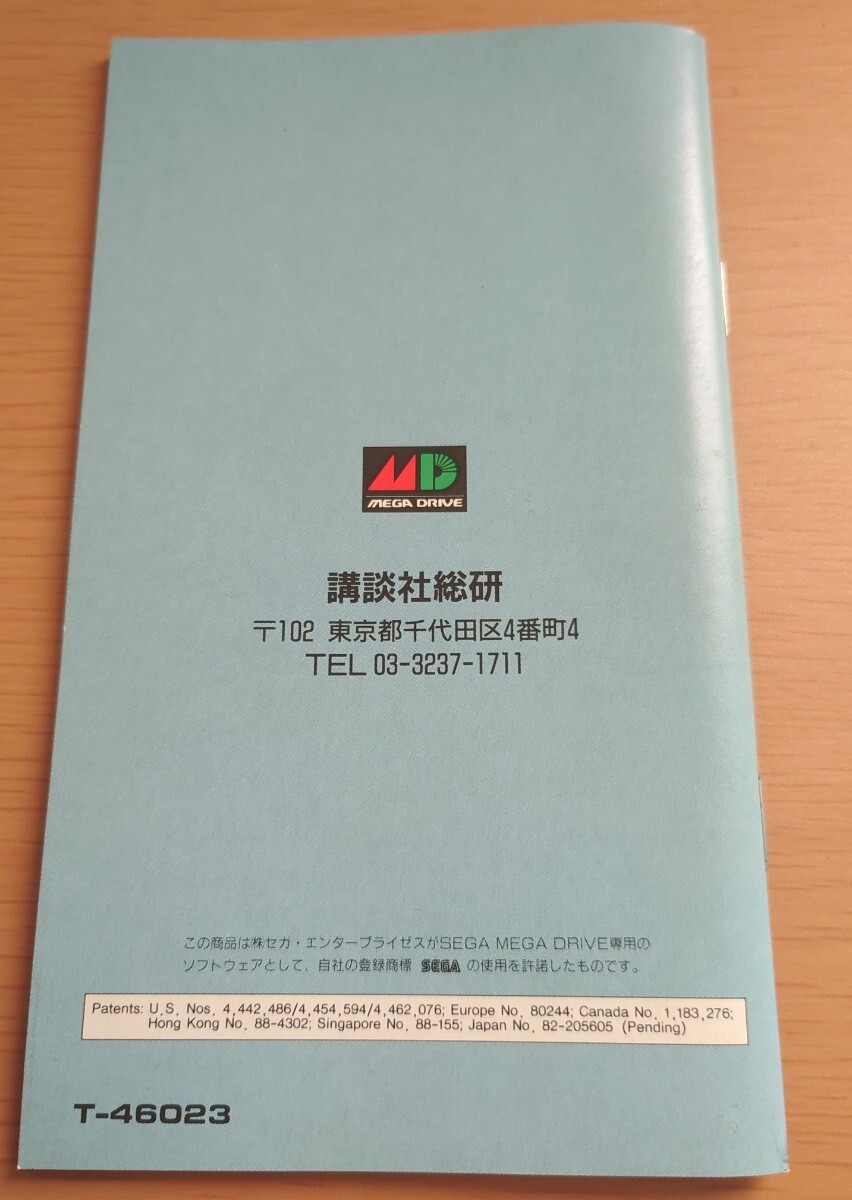 MD
MEGA DRIVE
講談社総研
〒102 東京都千代田区4番町4
TEL 03-3237-1711
この商品は㈱セガ・エンタープライゼスがSEGA MEGA DRIVE専用の
ソフトウェアとして、自社の登録商標 SEGA の使用を許諾したものです。
Patents: U.S. Nos. 4,442,486/4,454,594/4,462,076; Europe No. 80244; Canada No. 1,183,276;
Hong Kong No. 88-4302; Singapore No. 88-155; Japan No. 82-205605 (Pending)
T-46023